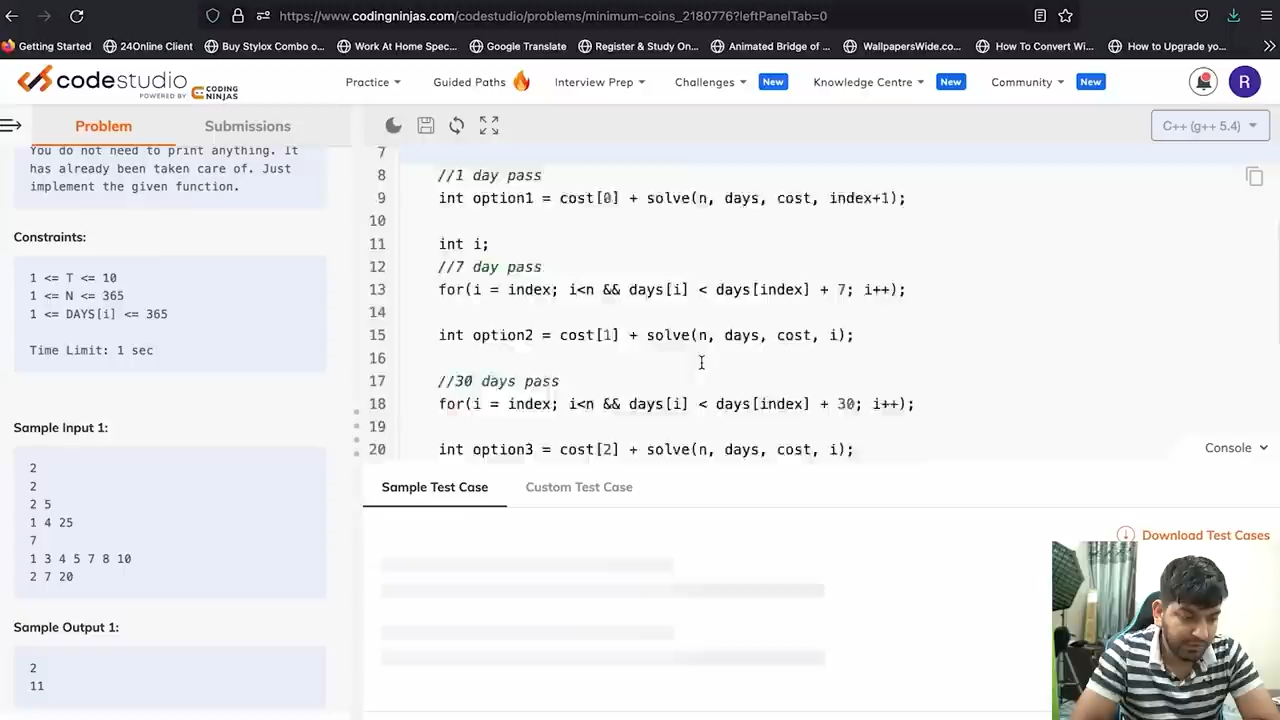 https://www.codingninjas.com/codestudio/problems/minimum-coins_2180776?leftPanelTab=0
Getting Started
24Online Client
Buy Stylox Combo o...
Work At Home Spec...
Google Translate
Register & Study On...
Animated Bridge of ...
WallpapersWide.co...
How To Convert Wi...
How to Upgrade yo...
codestudio
POWERED BY CODING NINJAS
Practice
Guided Paths
Interview Prep
Challenges New
Knowledge Centre New
Community New
R
Problem
Submissions
C++ (g++ 5.4)
You do not need to print anything. It
has already been taken care of. Just
implement the given function.
Constraints:
1 <= T <= 10
1 <= N <= 365
1 <= DAYS[i] <= 365
Time Limit: 1 sec
Sample Input 1:
2
2
2 5
1 4 25
7
1 3 4 5 7 8 10
2 7 20
Sample Output 1:
2
11
7
8 //1 day pass
9 int option1 = cost[0] + solve(n, days, cost, index+1);
10
11 int i;
12 //7 day pass
13 for(i = index; i<n && days[i] < days[index] + 7; i++);
14
15 int option2 = cost[1] + solve(n, days, cost, i);
16
17 //30 days pass
18 for(i = index; i<n && days[i] < days[index] + 30; i++);
19
20 int option3 = cost[2] + solve(n, days, cost, i);
Console
Sample Test Case
Custom Test Case
Download Test Cases